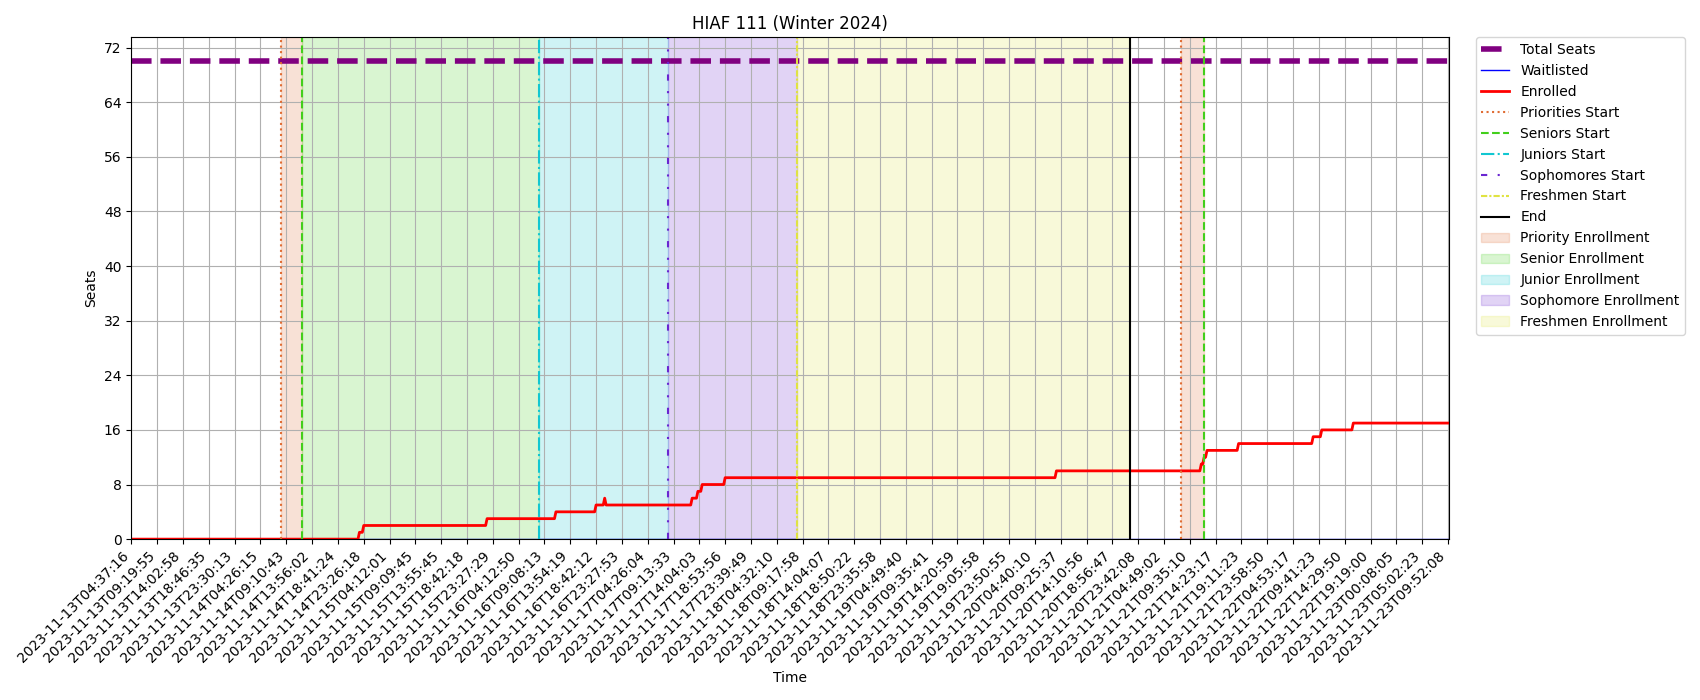 HIAF 111 (Winter 2024)
Seats
72
64
56
48
40
32
24
16
8
0
2023-11-13T04:37:16
2023-11-13T09:19:55
2023-11-13T14:02:58
2023-11-13T18:46:35
2023-11-13T23:30:13
2023-11-14T04:26:15
2023-11-14T09:10:43
2023-11-14T13:56:02
2023-11-14T18:41:24
2023-11-14T23:26:18
2023-11-15T04:12:01
2023-11-15T09:09:45
2023-11-15T13:55:45
2023-11-15T18:42:18
2023-11-15T23:27:29
2023-11-16T04:12:50
2023-11-16T09:08:13
2023-11-16T13:54:19
2023-11-16T18:42:12
2023-11-16T23:27:53
2023-11-17T04:26:04
2023-11-17T09:13:33
2023-11-17T14:04:03
2023-11-17T18:53:56
2023-11-17T23:39:49
2023-11-18T04:32:10
2023-11-18T09:17:58
2023-11-18T14:04:07
2023-11-18T18:50:22
2023-11-18T23:35:58
2023-11-19T04:49:40
2023-11-19T09:35:41
2023-11-19T14:20:59
2023-11-19T19:05:58
2023-11-19T23:50:55
2023-11-20T04:40:10
2023-11-20T09:25:37
2023-11-20T14:10:56
2023-11-20T18:56:47
2023-11-20T23:42:08
2023-11-21T04:49:02
2023-11-21T09:35:10
2023-11-21T14:23:17
2023-11-21T19:11:23
2023-11-21T23:58:50
2023-11-22T04:53:17
2023-11-22T09:41:23
2023-11-22T14:29:50
2023-11-22T19:19:00
2023-11-23T00:08:05
2023-11-23T05:02:23
2023-11-23T09:52:08
Time
Total Seats
Waitlisted
Enrolled
Priorities Start
Seniors Start
Juniors Start
Sophomores Start
Freshmen Start
End
Priority Enrollment
Senior Enrollment
Junior Enrollment
Sophomore Enrollment
Freshmen Enrollment